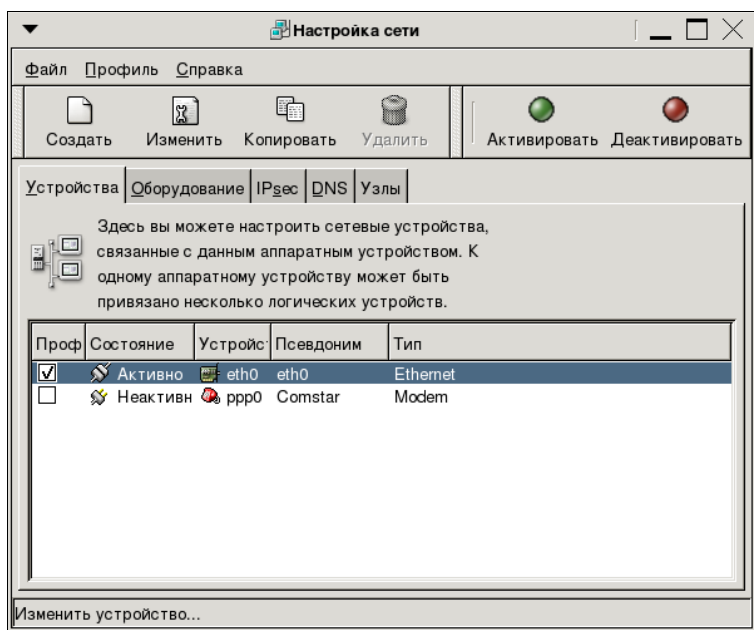 Настройка сети
Файл Профиль Справка
Создать Изменить Копировать Удалить Активировать Деактивировать
Устройства Оборудование IPsec DNS Узлы
Здесь вы можете настроить сетевые устройства,
связанные с данным аппаратным устройством. К
одному аппаратному устройству может быть
привязано несколько логических устройств.
Проф Состояние Устройс Псевдоним Тип
Активно eth0 eth0 Ethernet
Неактивн ppp0 Comstar Modem
Изменить устройство...